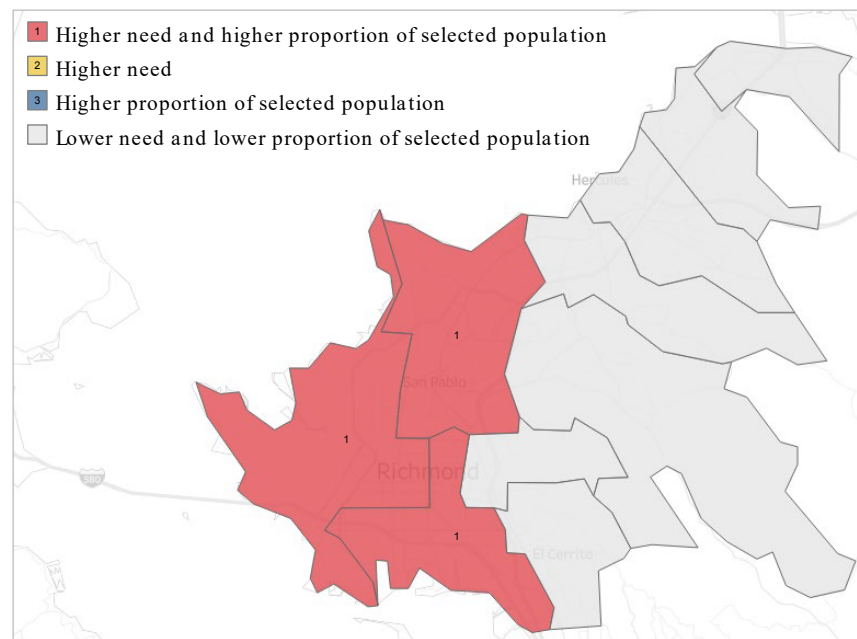 1 Higher need and higher proportion of selected population
2 Higher need
3 Higher proportion of selected population
Lower need and lower proportion of selected population
Hercules
1
San Pablo
1
Richmond
580
1
El Cerrito